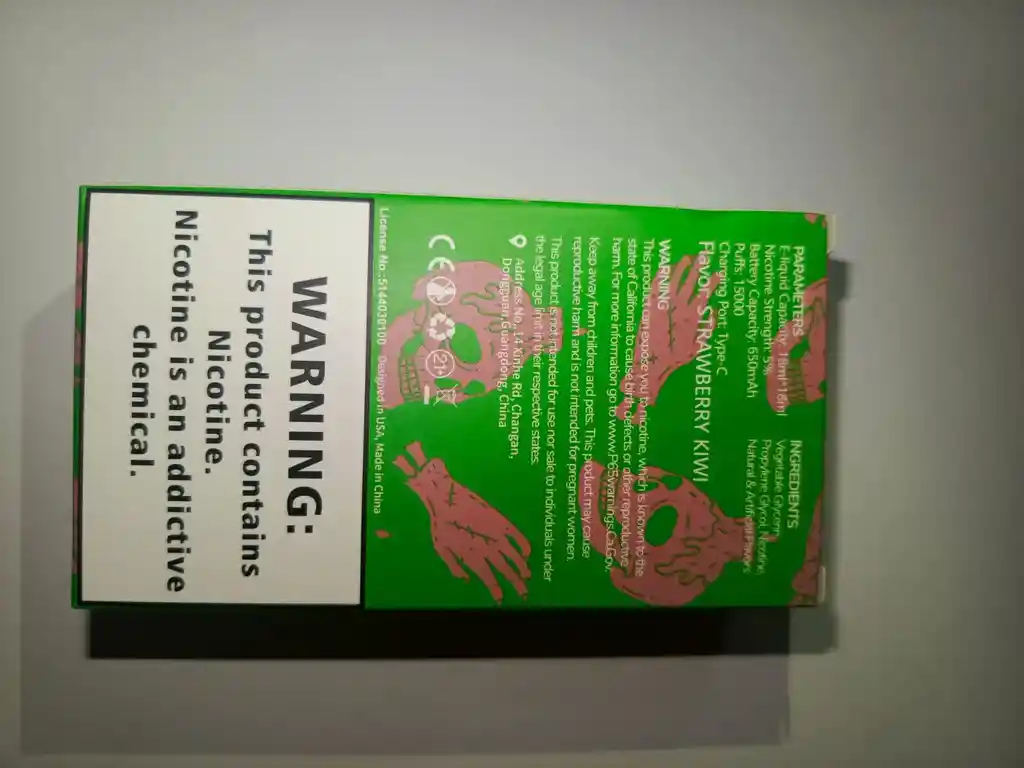 PARAMETERS
E-liquid Capacity: 18ml
Nicotine Strength: 5%
Battery Capacity: 650mAh
Puffs: 15000
Charging Port: Type-C
INGREDIENTS
Vegetable Glycerin,
Propylene Glycol, Nicotine,
Natural & Artificial Flavors
Flavor: STRAWBERRY KIWI
WARNING
This product can expose you to nicotine, which is known to the
state of California to cause birth defects or other reproductive
harm. For more information go to www.P65Warnings.Ca.Gov.
Keep away from children and pets. This product may cause
reproductive harm and is not intended for pregnant women.
This product is not intended for use nor sale to individuals under
the legal age limit in their respective states.
Address No., 14 Xinhe Rd, Changan,
Dongguan,Guangdong, China
CE 21+
License No.:5144030100 Designed in USA, Made in China
WARNING:
This product contains
Nicotine.
Nicotine is an addictive
chemical.